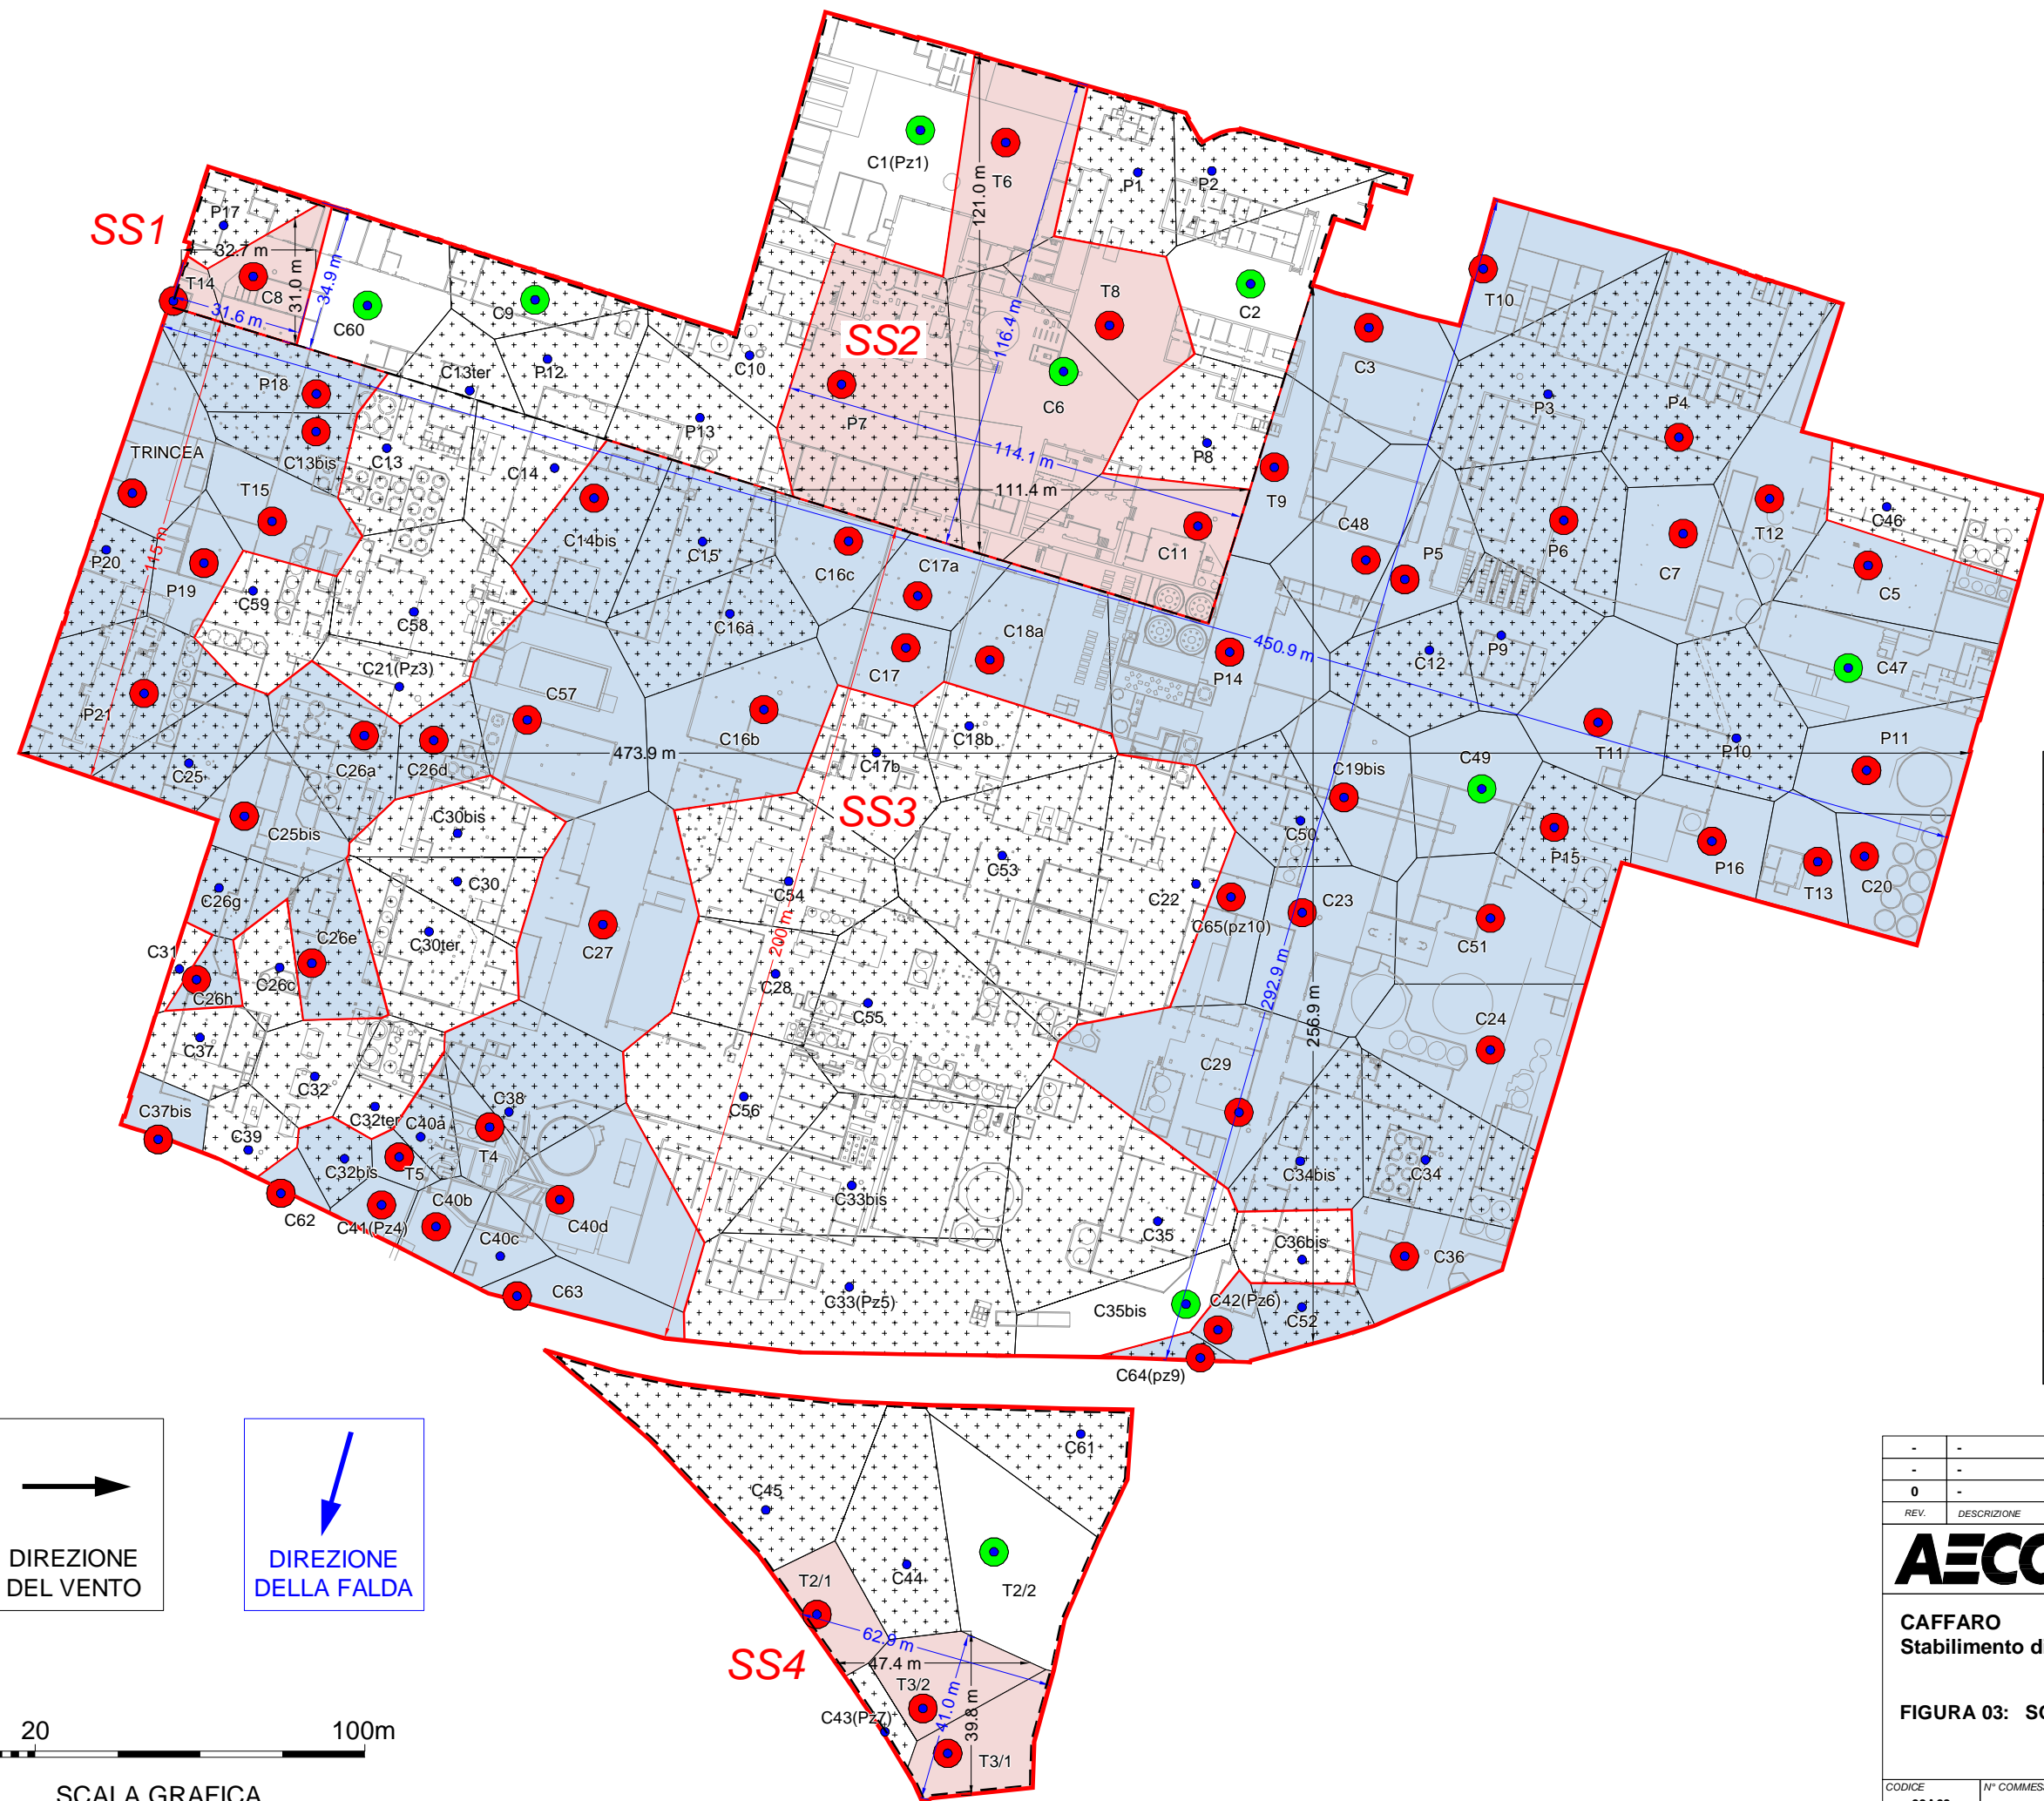 C1(Pz1)
T6
P1
P2
121.0 m
SS1
P17
32.7 m
T14
C8
31.0 m
34.9 m
31.6 m
C60
C9
C2
T10
T8
SS2
116.4 m
C3
C10
C13ter
P12
P18
C6
P3
P4
P7
P13
TRINCEA
C13bis
C13
C14
P8
114.1 m
111.4 m
T9
T15
C48
C46
T12
115 m
C14bis
C15
C16c
C17a
C11
P5
P6
C7
P20
P19
C59
C5
C58
C16a
C18a
450.9 m
C12
P9
C21(Pz3)
C17
P14
C47
P21
C57
C16b
C18b
T11
P10
P11
473.9 m
C17b
C25
C26a
C26d
C19bis
C49
SS3
C30bis
C25bis
C50
P15
P16
T13
C20
C53
C54
C30
C22
C26g
C23
C65(pz10)
C51
C26e
C30ter
C27
200 m
C31
C26c
C28
C26h
292.9 m
256.9 m
C55
C24
C37
C29
C32
C38
C56
C37bis
C32ter
C40a
C39
T4
C32bis
T5
C34bis
C34
C33bis
C40b
C62
C41(Pz4)
C40d
C35
C40c
C36bis
C36
C63
C33(Pz5)
C35bis
C42(Pz6)
C52
C64(pz9)
C61
C45
DIREZIONE
DEL VENTO
DIREZIONE
DELLA FALDA
C44
T2/1
T2/2
62.9 m
SS4
47.4 m
T3/2
41.0 m
39.8 m
C43(Pz7)
T3/1
20
100m
SCALA GRAFICA
- -
- -
0 -
REV. DESCRIZIONE
CAFFARO
FIGURA 03:
CODICE